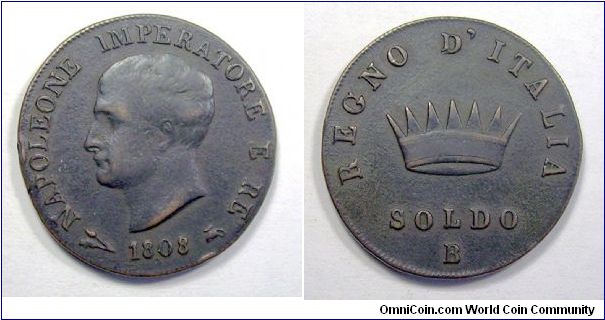 NAPOLEONE IMPERATORE E RE
1808
REGNO D'ITALIA
SOLDO
B
OmniCoin.com World Coin Community